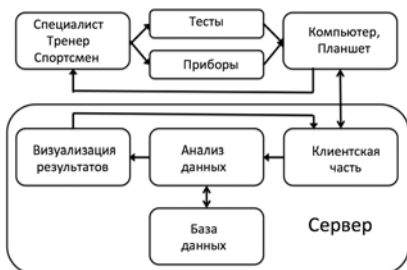 Специалист
Тренер
Спортсмен
Тесты
Приборы
Компьютер,
Планшет
Визуализация
результатов
Анализ
данных
Клиентская
часть
База
данных
Сервер